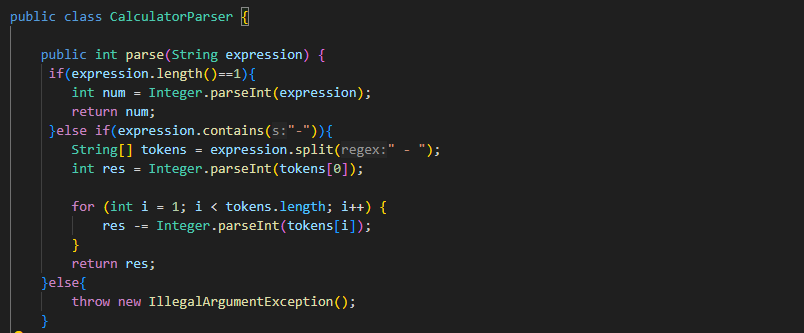 public class CalculatorParser {
public int parse(String expression) {
if(expression.length()==1){
int num = Integer.parseInt(expression);
return num;
}else if(expression.contains(s:"-")){
String[] tokens = expression.split(regex:" - ");
int res = Integer.parseInt(tokens[0]);
for (int i = 1; i < tokens.length; i++) {
res -= Integer.parseInt(tokens[i]);
}
return res;
}else{
throw new IllegalArgumentException();
}